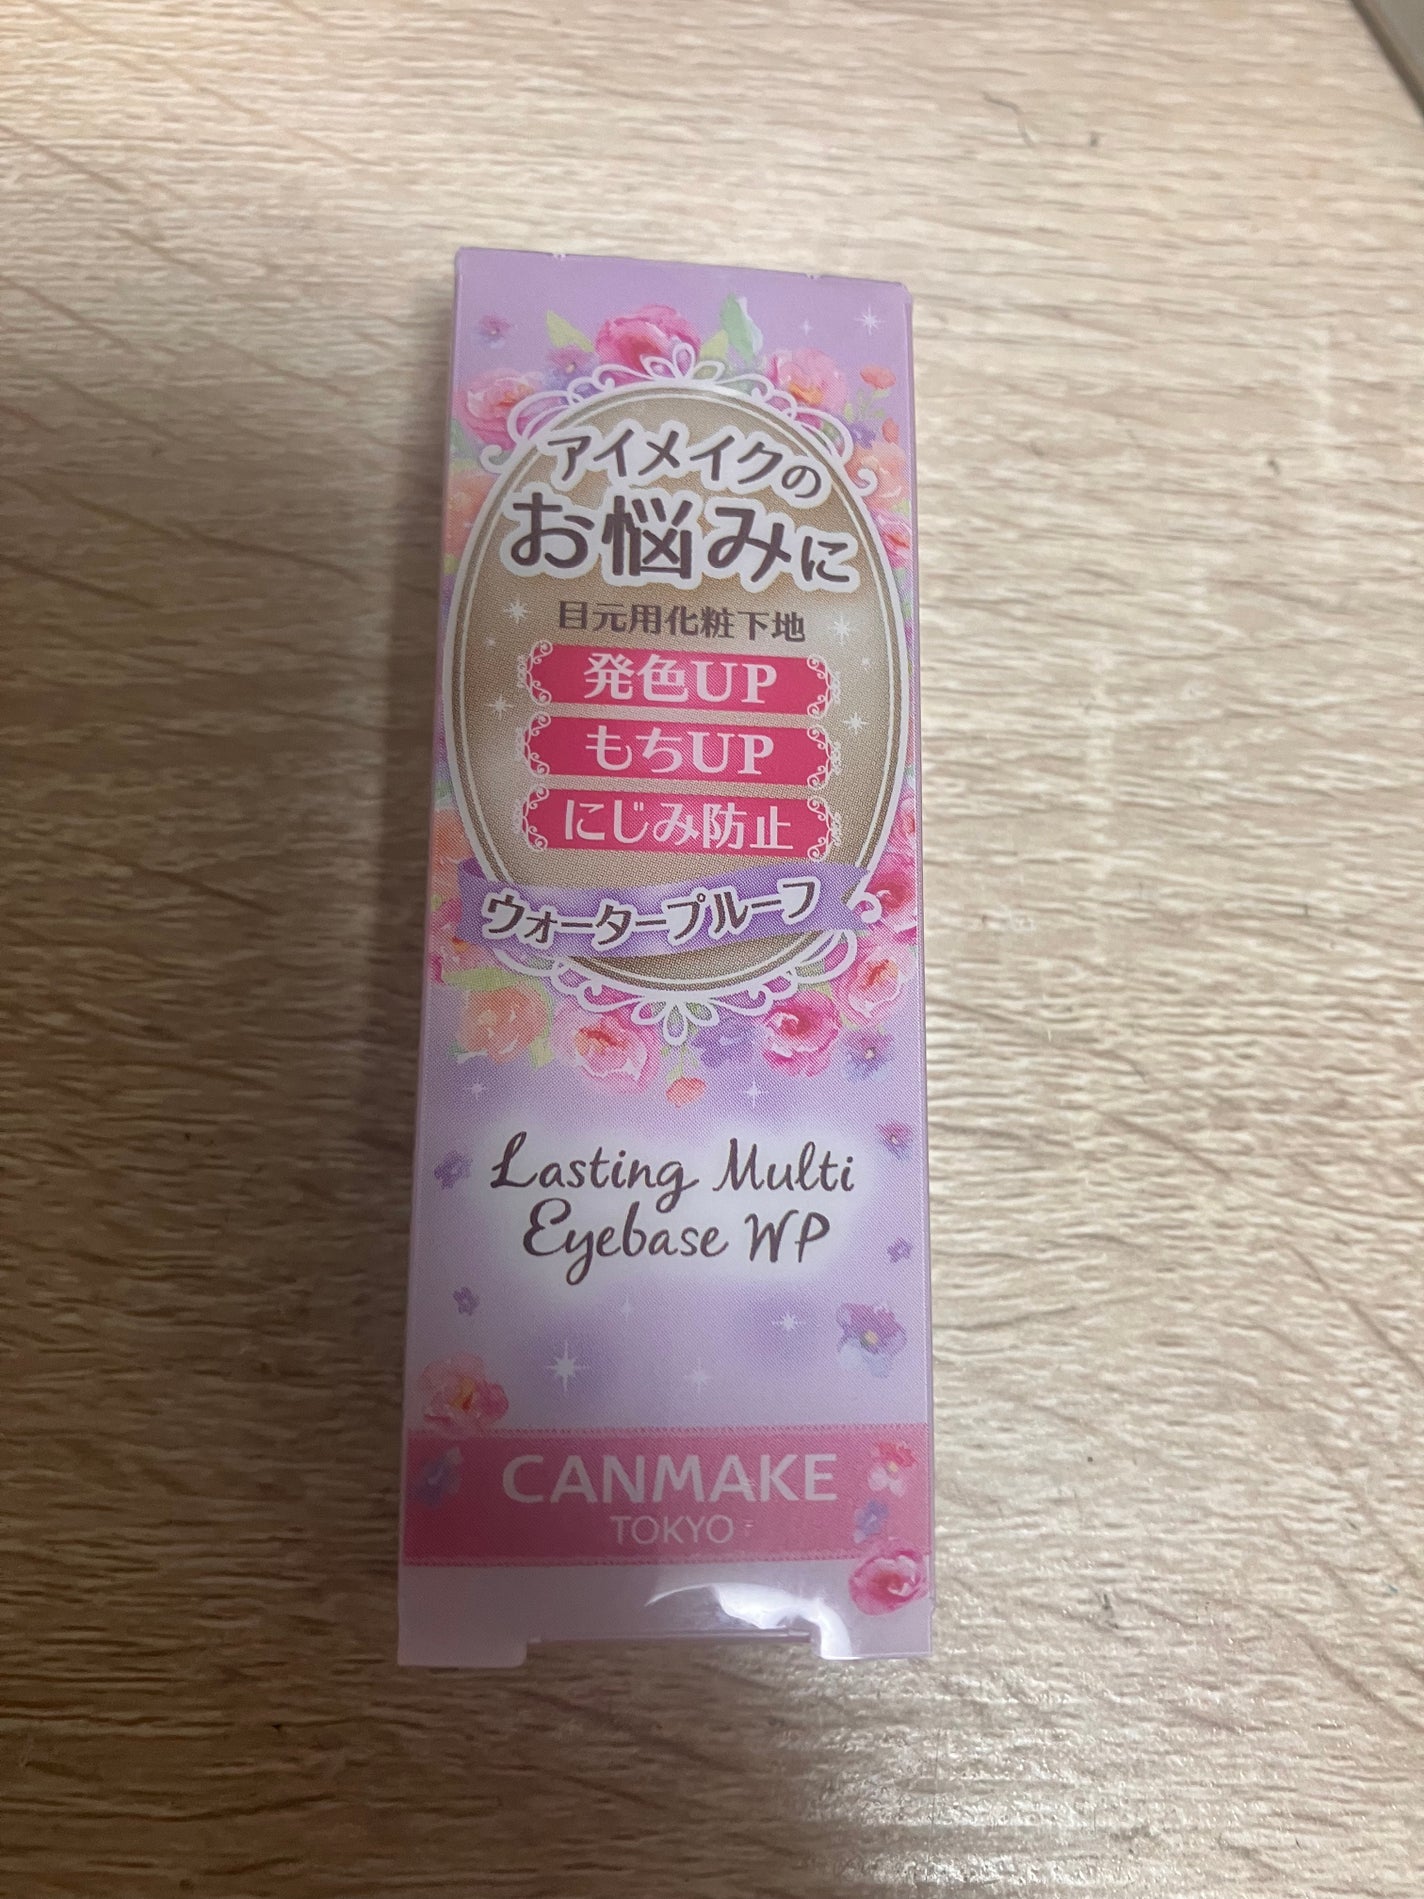 アイメイクの
お悩みに
目元用化粧下地
発色UP
もちUP
にじみ防止
ウォータープルーフ
Lasting Multi
Eyebase WP
CANMAKE
TOKYO